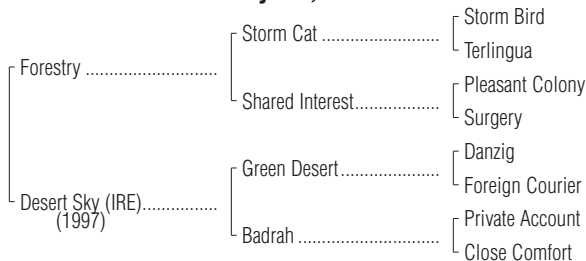 Storm Bird
Storm Cat ........................
Terlingua
Forestry ...........................
Pleasant Colony
Shared Interest.................
Surgery
Danzig
Green Desert....................
Foreign Courier
Desert Sky (IRE)...............
(1997)
Private Account
Badrah ............................
Close Comfort